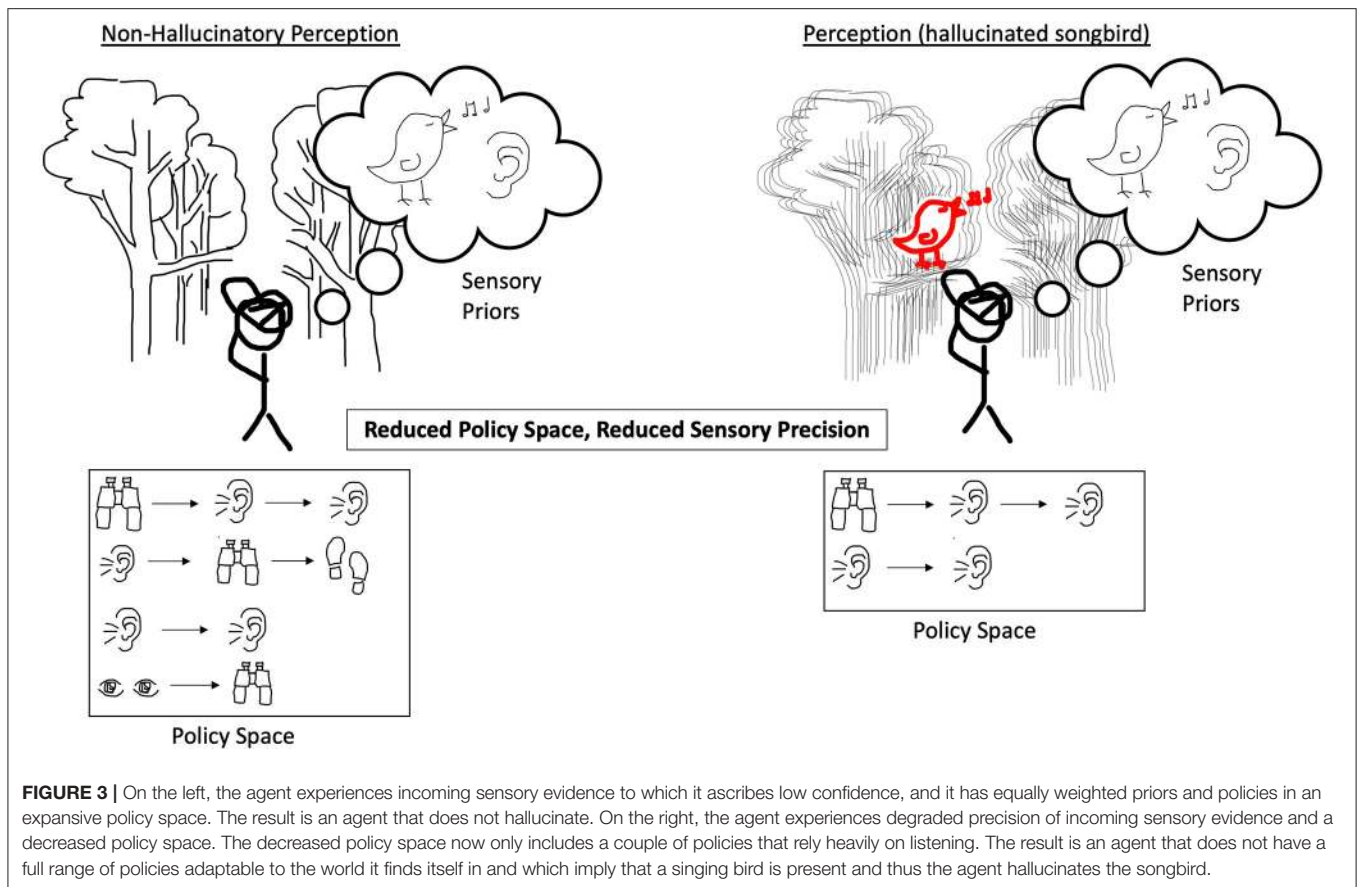 Non-Hallucinatory Perception
Perception (hallucinated songbird)
Sensory
Priors
Sensory
Priors
Reduced Policy Space, Reduced Sensory Precision
Policy Space
Policy Space
FIGURE 3 | On the left, the agent experiences incoming sensory evidence to which it ascribes low confidence, and it has equally weighted priors and policies in an
expansive policy space. The result is an agent that does not hallucinate. On the right, the agent experiences degraded precision of incoming sensory evidence and a
decreased policy space. The decreased policy space now only includes a couple of policies that rely heavily on listening. The result is an agent that does not have a
full range of policies adaptable to the world it finds itself in and which imply that a singing bird is present and thus the agent hallucinates the songbird.